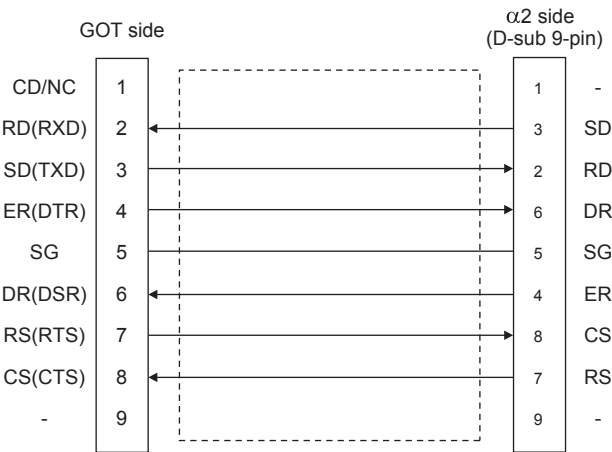 GOT side
α2 side
(D-sub 9-pin)
CD/NC 1 1 -
RD(RXD) 2 3 SD
SD(TXD) 3 2 RD
ER(DTR) 4 6 DR
SG 5 5 SG
DR(DSR) 6 4 ER
RS(RTS) 7 8 CS
CS(CTS) 8 7 RS
- 9 9 -